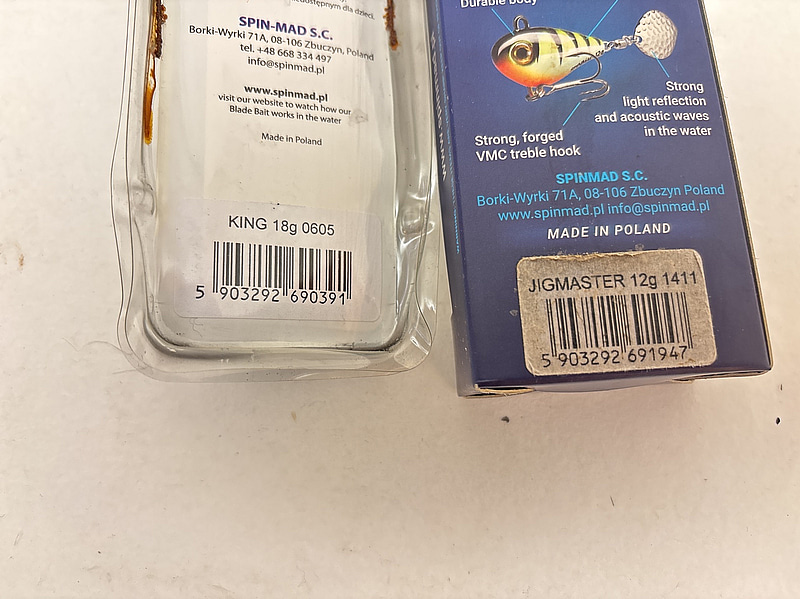 niedostępnym dla dzieci.
SPIN-MAD S.C.
Borki-Wyrki 71A, 08-106 Zbuczyn, Poland
tel. +48 668 334 497
info@spinmad.pl
www.spinmad.pl
visit our website to watch how our
Blade Bait works in the water
Made in Poland
KING 18g 0605
5 903292 690391
Durable body
Strong
light reflection
and acoustic waves
in the water
Strong, forged
VMC treble hook
SPINMAD S.C.
Borki-Wyrki 71A, 08-106 Zbuczyn Poland
www.spinmad.pl info@spinmad.pl
MADE IN POLAND
JIGMASTER 12g 1411
5 903292 691947